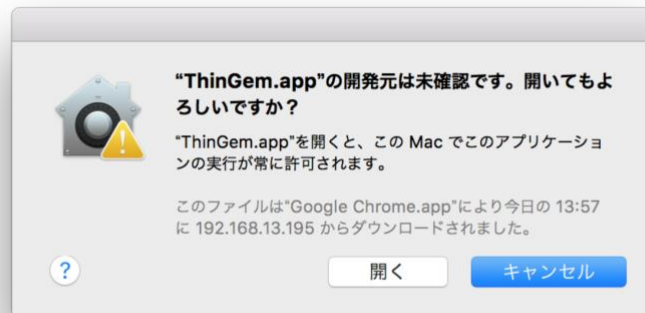 “ThinGem.app”の開発元は未確認です。開いてもよ
ろしいですか？
“ThinGem.app”を開くと、この Mac でこのアプリケーショ
ンの実行が常に許可されます。
このファイルは“Google Chrome.app”により今日の 13:57
に 192.168.13.195 からダウンロードされました。
?
開く
キャンセル